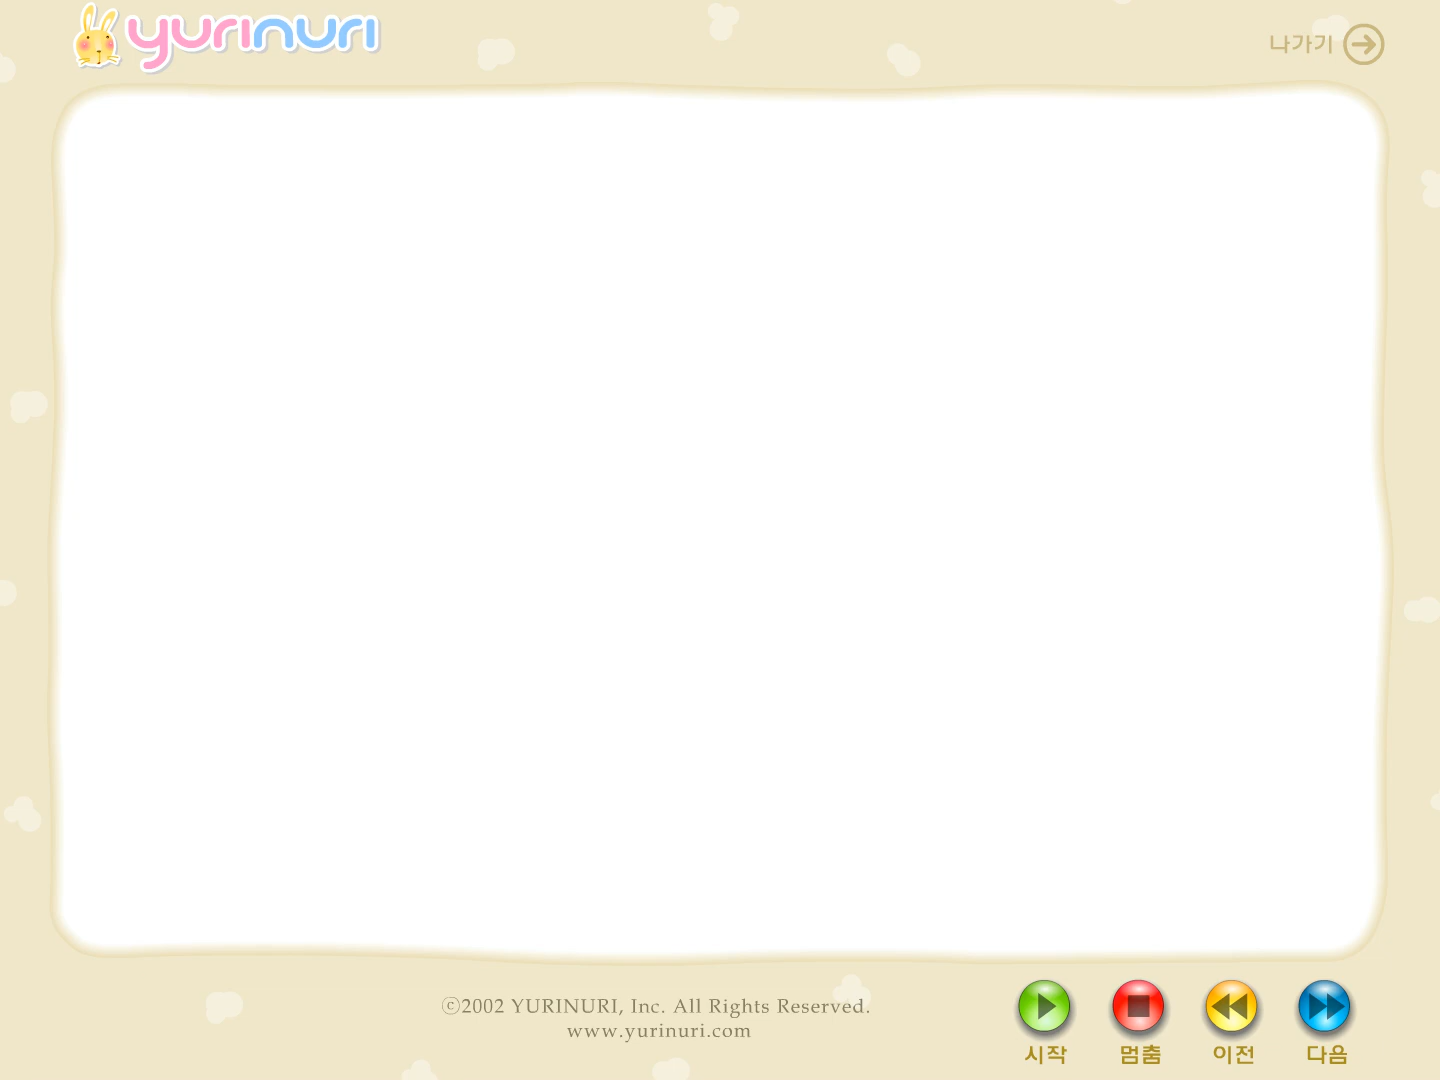 yurinuri
나가기
©2002 YURINURI, Inc. All Rights Reserved.
www.yurinuri.com
시작 멈춤 이전 다음